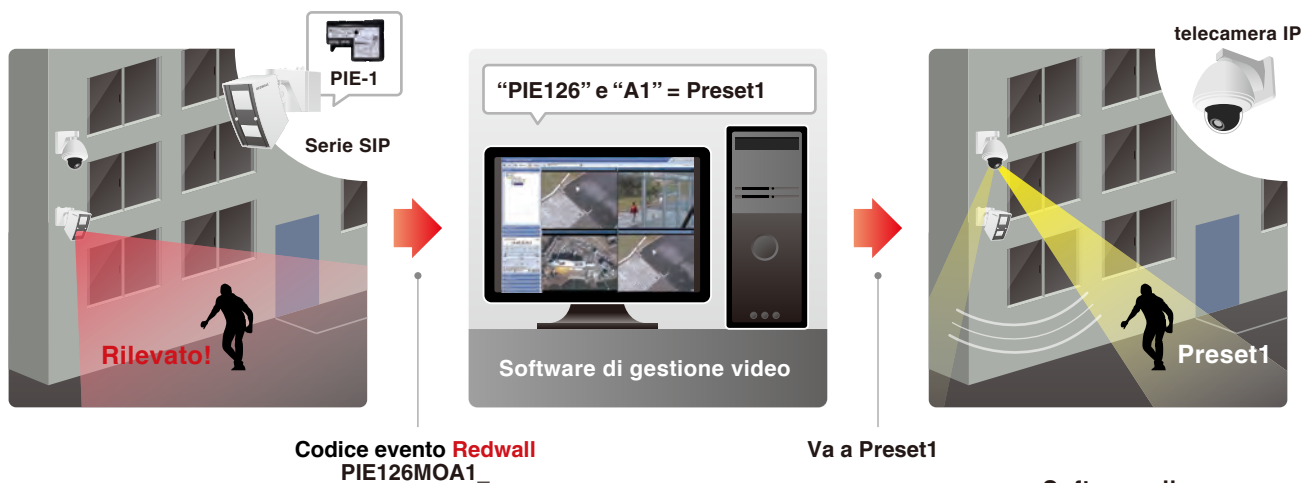 telecamera IP
PIE-1
Serie SIP
“PIE126” e “A1” = Preset1
Rilevato!
Software di gestione video
Preset1
Codice evento Redwall
PIE126MOA1_
Va a Preset1